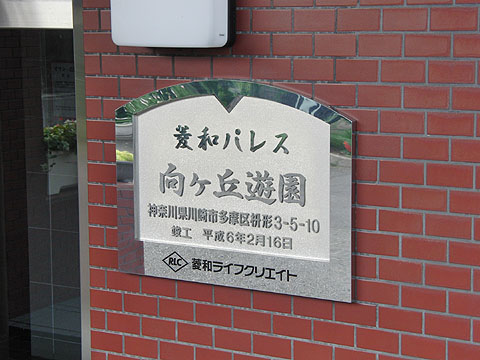 菱和パレス
向ヶ丘遊園
神奈川県川崎市多摩区枡形3-5-10
竣工 平成6年2月16日
RLC 菱和ライフクリエイト